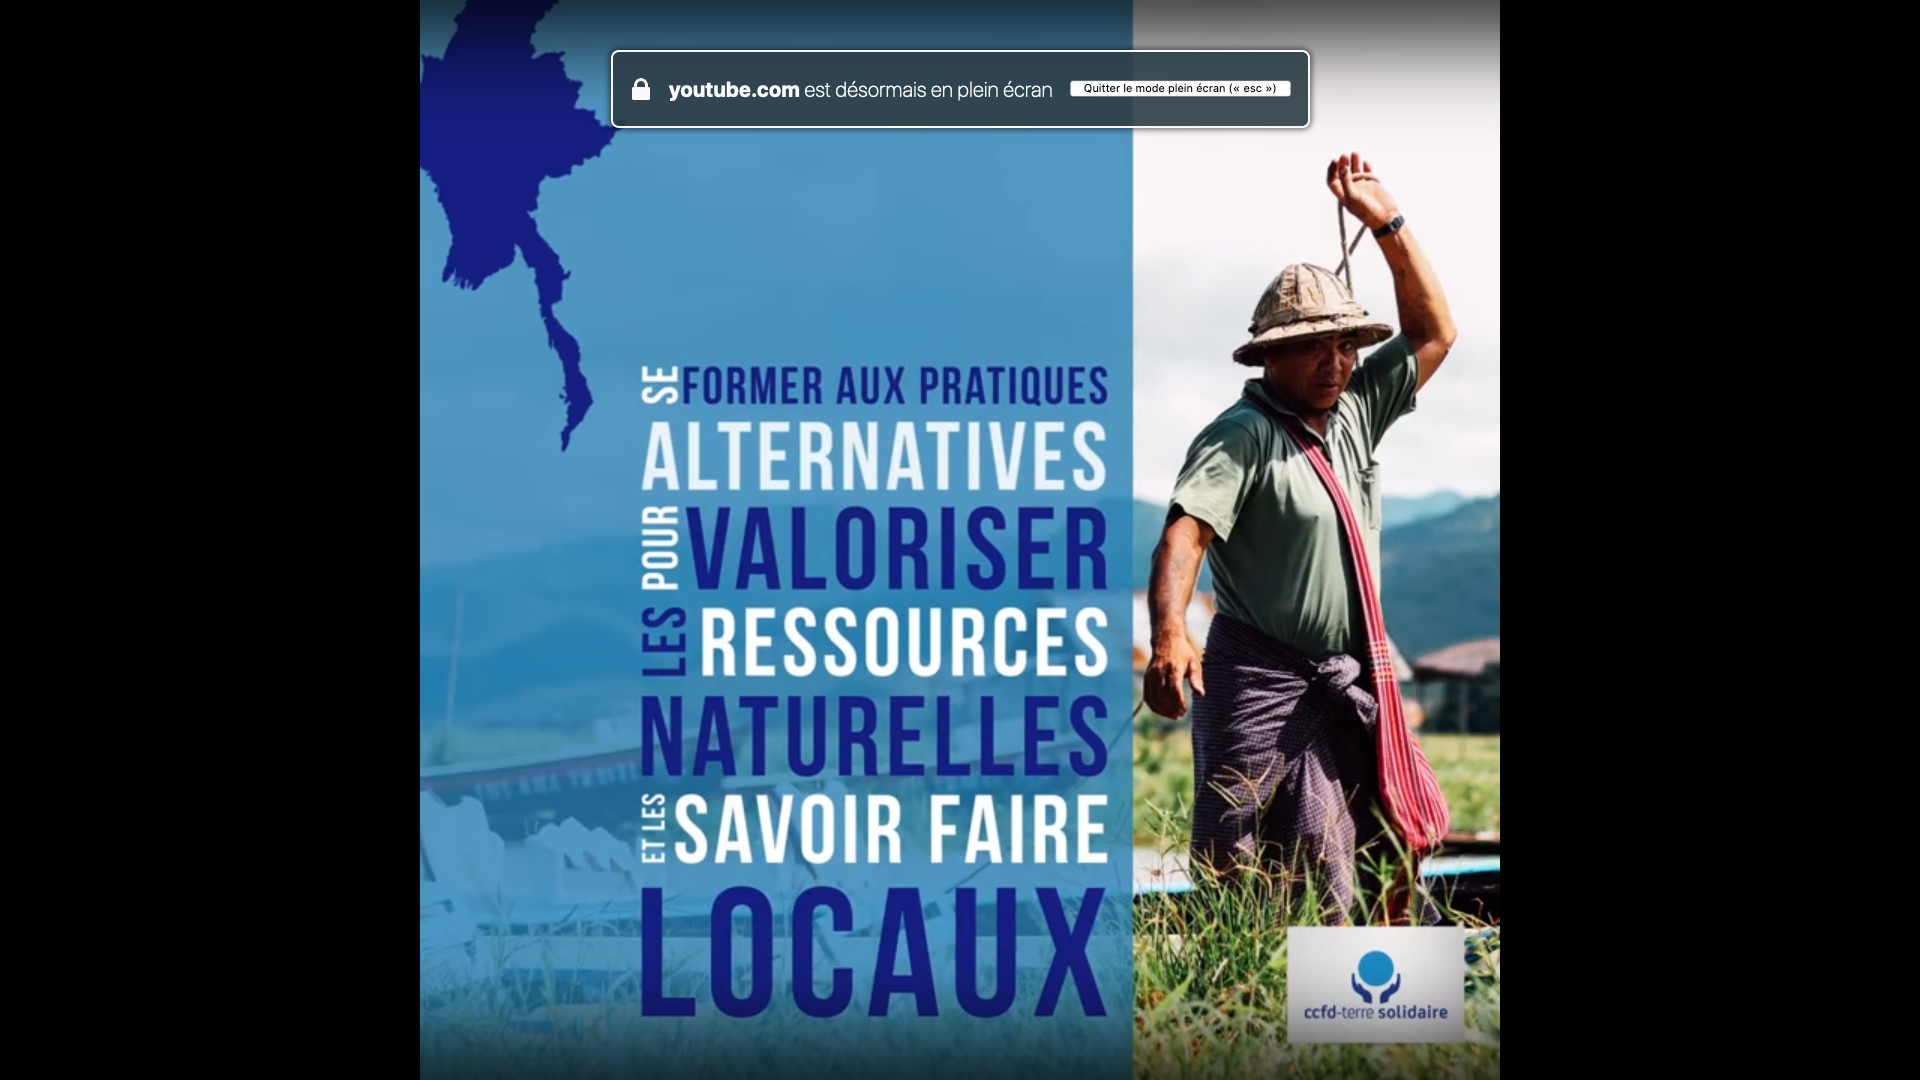 youtube.com est désormais en plein écran Quitter le mode plein écran (« esc »)
SE FORMER AUX PRATIQUES
ALTERNATIVES
POUR VALORISER
LES RESSOURCES
NATURELLES
ET LES SAVOIR FAIRE
LOCAUX
ccfd-terre solidaire